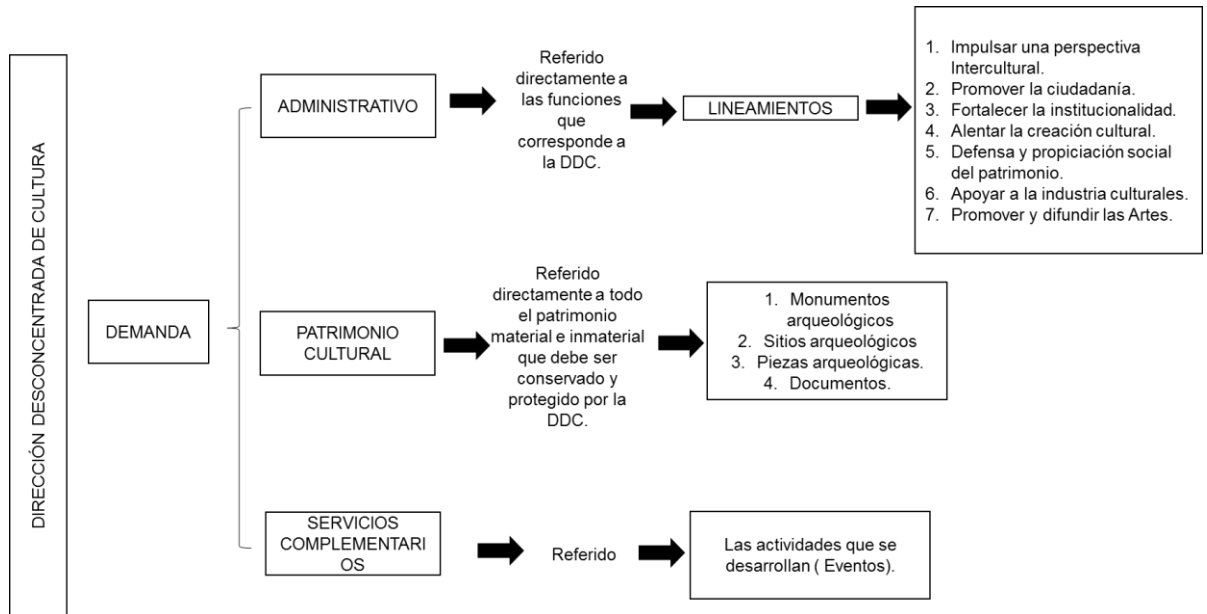 DIRECCIÓN DESCONCENTRADA DE CULTURA
DEMANDA
ADMINISTRATIVO
Referido
directamente a
las funciones
que
corresponde a
la DDC.
LINEAMIENTOS
1. Impulsar una perspectiva
Intercultural.
2. Promover la ciudadanía.
3. Fortalecer la institucionalidad.
4. Alentar la creación cultural.
5. Defensa y propiciación social
del patrimonio.
6. Apoyar a la industria culturales.
7. Promover y difundir las Artes.
PATRIMONIO
CULTURAL
Referido
directamente a todo
el patrimonio
material e inmaterial
que debe ser
conservado y
protegido por la
DDC.
1. Monumentos
arqueológicos
2. Sitios arqueológicos
3. Piezas arqueológicas.
4. Documentos.
SERVICIOS
COMPLEMENTARI
OS
Referido
Las actividades que se
desarrollan ( Eventos).